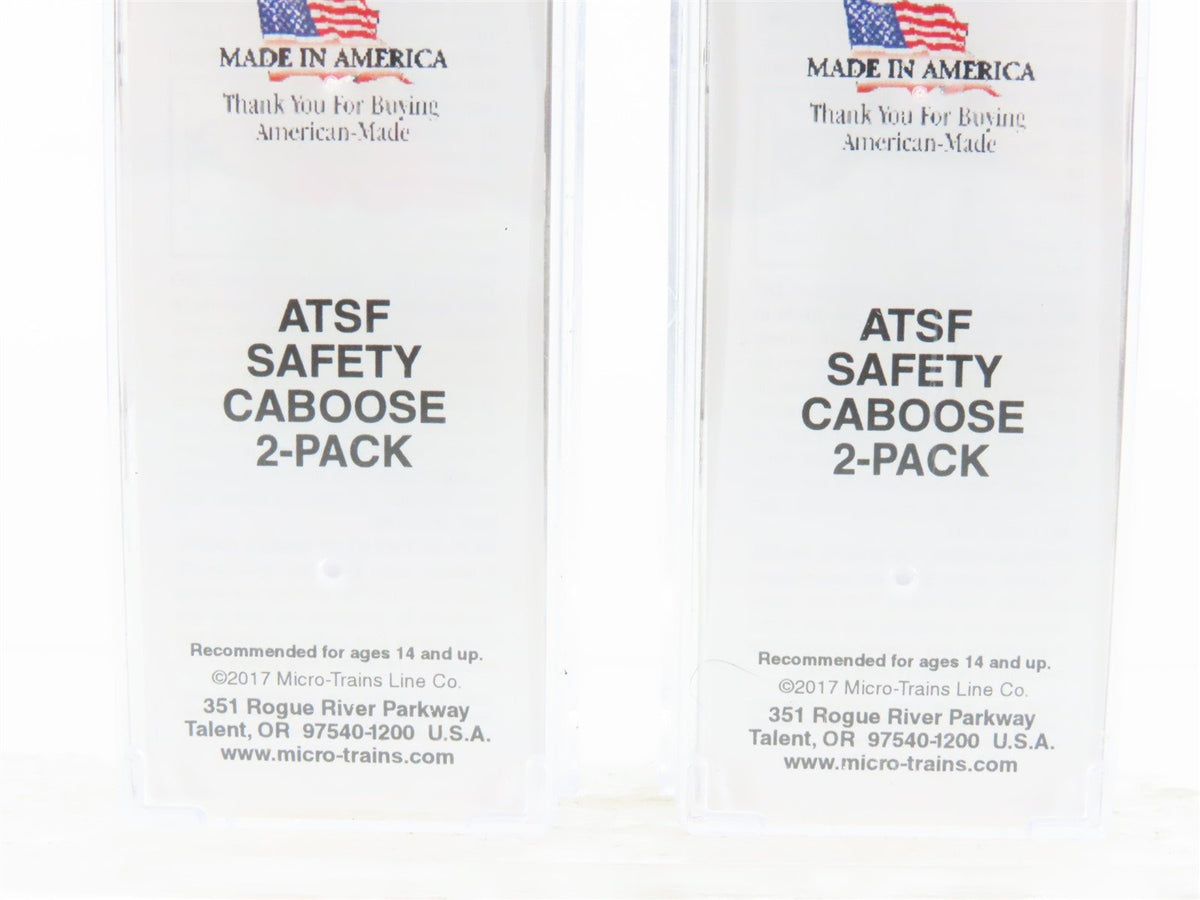 MADE IN AMERICA
Thank You For Buying
American-Made
ATSF
SAFETY
CABOOSE
2-PACK
Recommended for ages 14 and up.
©2017 Micro-Trains Line Co.
351 Rogue River Parkway
Talent, OR 97540-1200 U.S.A.
www.micro-trains.com
MADE IN AMERICA
Thank You For Buying
American-Made
ATSF
SAFETY
CABOOSE
2-PACK
Recommended for ages 14 and up.
©2017 Micro-Trains Line Co.
351 Rogue River Parkway
Talent, OR 97540-1200 U.S.A.
www.micro-trains.com